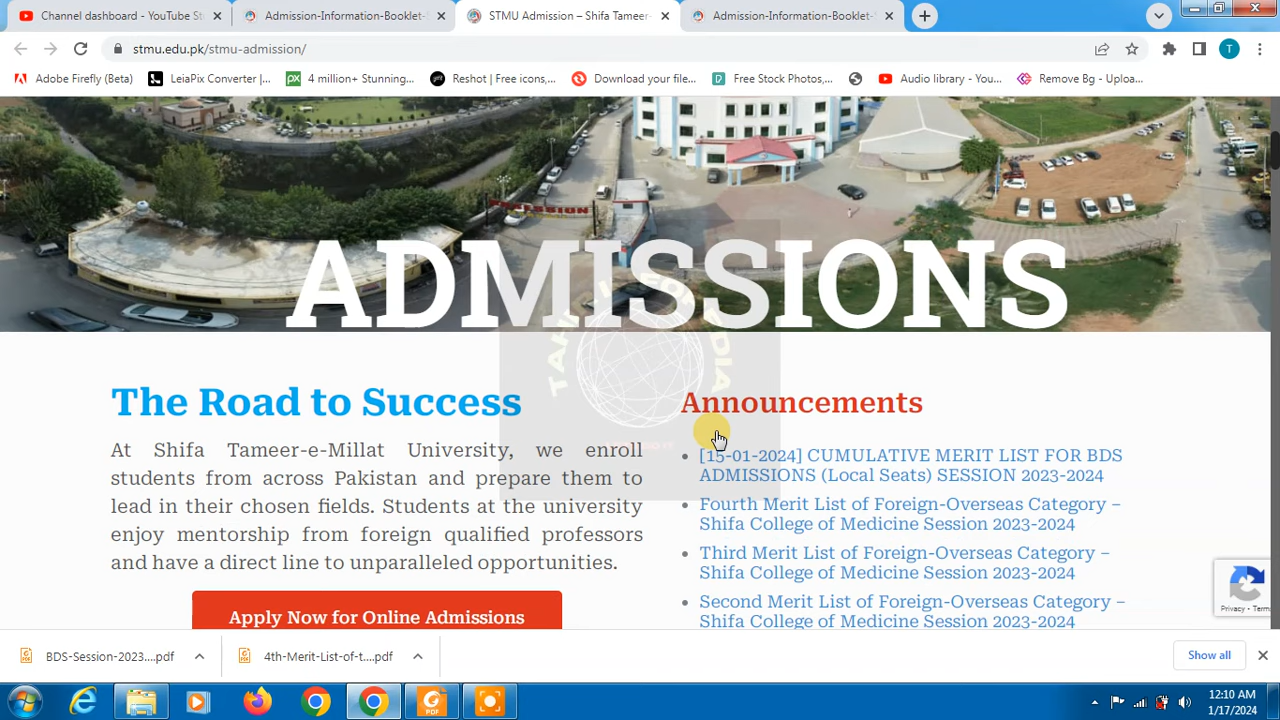 Channel dashboard - YouTube St
Admission-Information-Booklet-
STMU Admission – Shifa Tameer-
Admission-Information-Booklet-
stmu.edu.pk/stmu-admission/
T
Adobe Firefly (Beta)
LeiaPix Converter |...
4 million+ Stunning...
Reshot | Free icons,...
Download your file...
Free Stock Photos,...
Audio library - You...
Remove Bg - Uploa...
ADMISSIONS
The Road to Success
At Shifa Tameer-e-Millat University, we enroll
students from across Pakistan and prepare them to
lead in their chosen fields. Students at the university
enjoy mentorship from foreign qualified professors
and have a direct line to unparalleled opportunities.
Apply Now for Online Admissions
Announcements
[15-01-2024] CUMULATIVE MERIT LIST FOR BDS
ADMISSIONS (Local Seats) SESSION 2023-2024
Fourth Merit List of Foreign-Overseas Category –
Shifa College of Medicine Session 2023-2024
Third Merit List of Foreign-Overseas Category –
Shifa College of Medicine Session 2023-2024
Second Merit List of Foreign-Overseas Category –
Shifa College of Medicine Session 2023-2024
Privacy - Term
BDS-Session-2023....pdf
4th-Merit-List-of-t....pdf
Show all
12:10 AM
1/17/2024